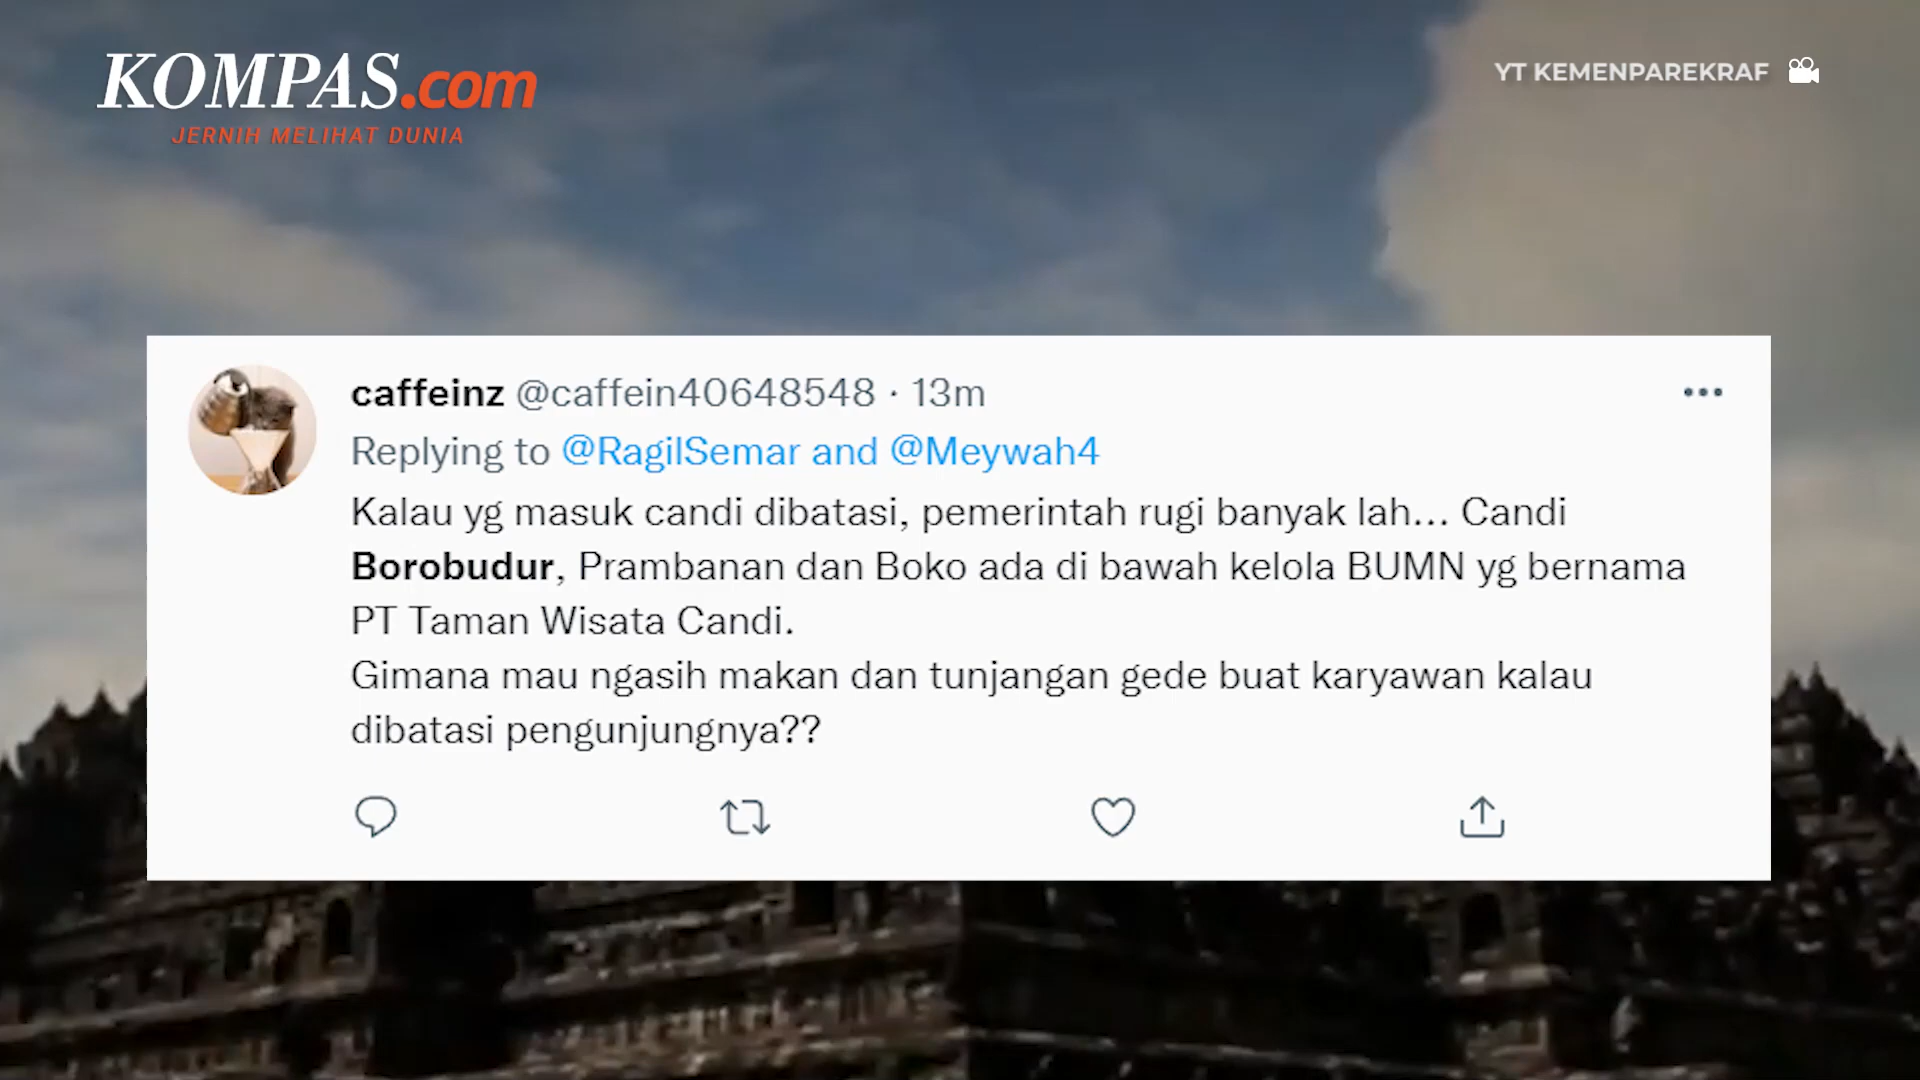 KOMPAS.com
JERNIH MELIHAT DUNIA
YT KEMENPAREKRAF
caffeinz @caffein40648548 · 13m
Replying to @RagilSemar and @Meywah4
Kalau yg masuk candi dibatasi, pemerintah rugi banyak lah... Candi
Borobudur, Prambanan dan Boko ada di bawah kelola BUMN yg bernama
PT Taman Wisata Candi.
Gimana mau ngasih makan dan tunjangan gede buat karyawan kalau
dibatasi pengunjungnya??